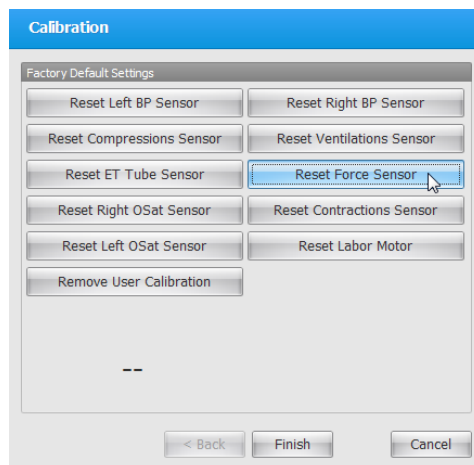 Calibration
Factory Default Settings
Reset Left BP Sensor
Reset Right BP Sensor
Reset Compressions Sensor
Reset Ventilations Sensor
Reset ET Tube Sensor
Reset Force Sensor
Reset Right OSat Sensor
Reset Contractions Sensor
Reset Left OSat Sensor
Reset Labor Motor
Remove User Calibration
--
< Back
Finish
Cancel